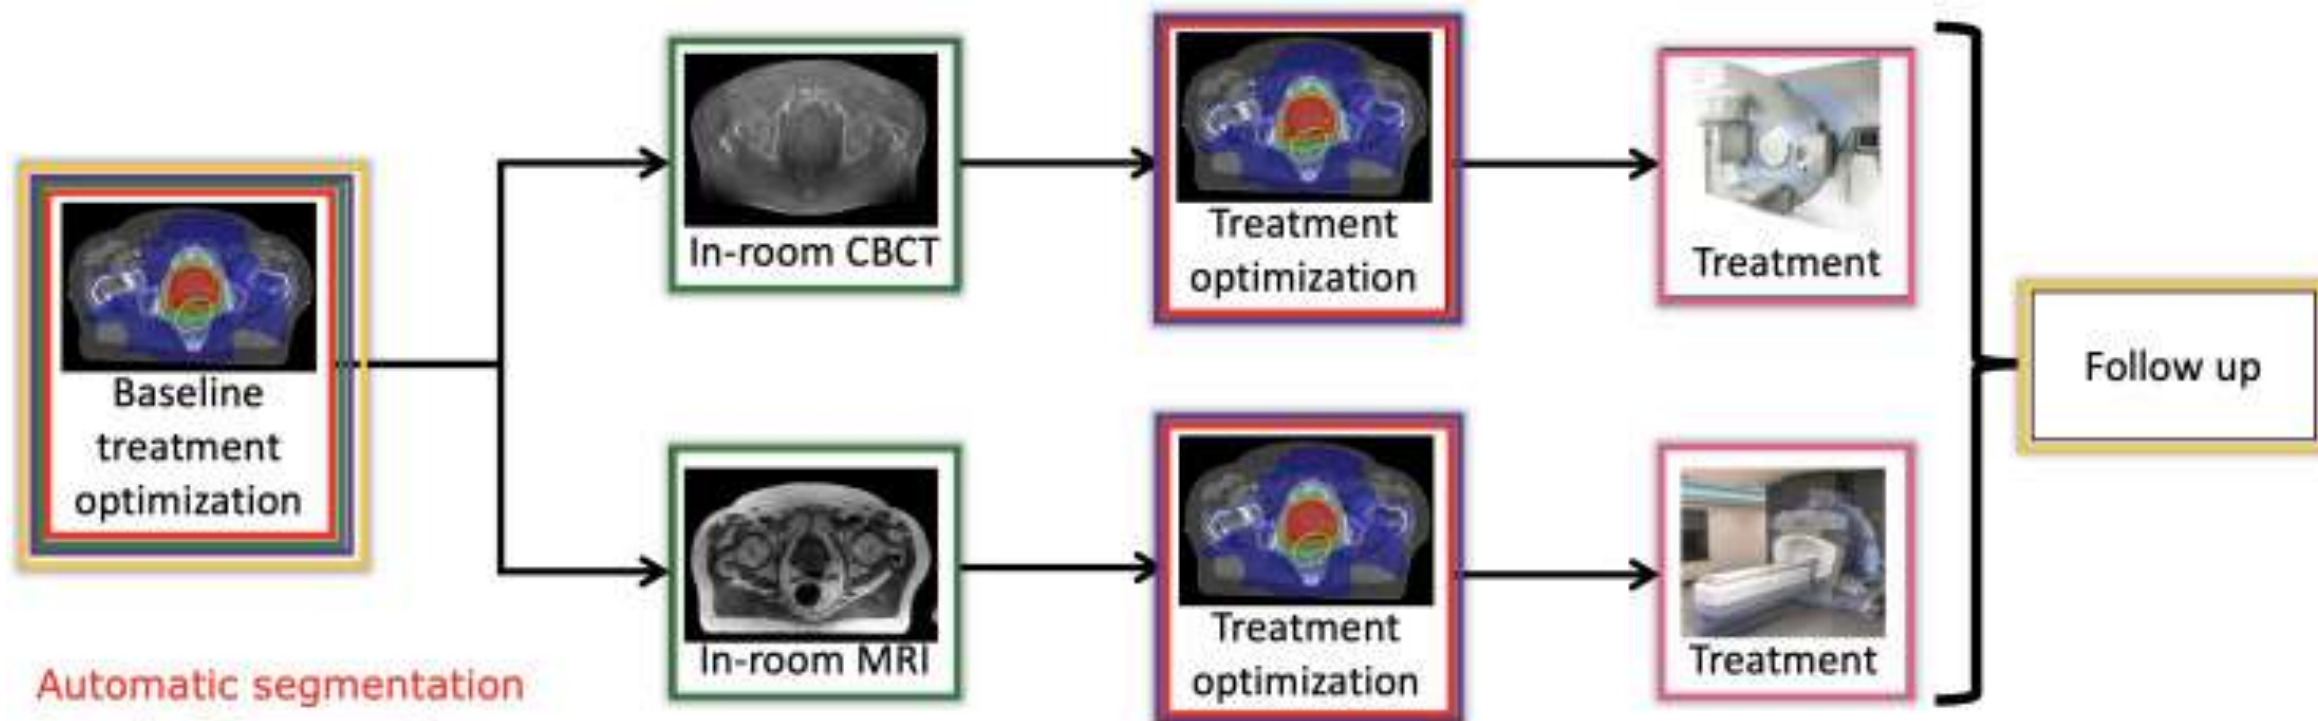 Baseline
treatment
optimization
In-room CBCT
Treatment
optimization
Treatment
In-room MRI
Treatment
optimization
Treatment
Follow up
Automatic segmentation